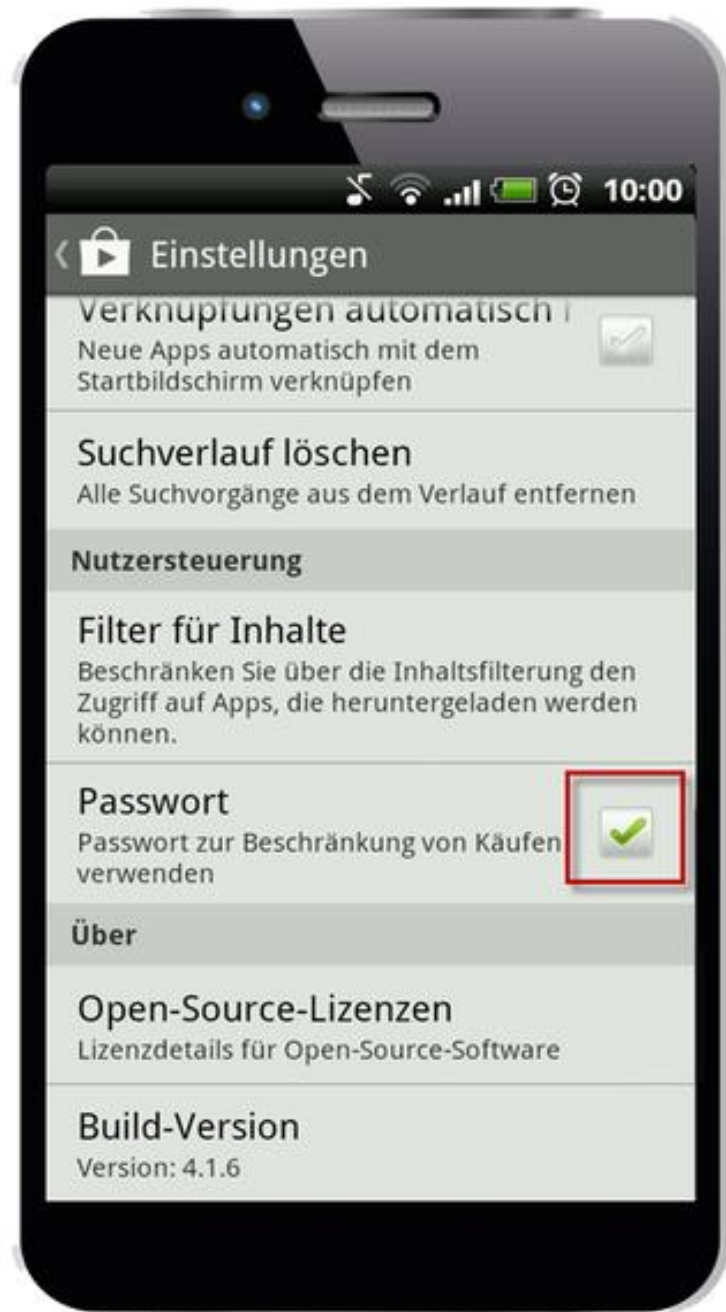 10:00
Einstellungen
Verknüpfungen automatisch
Neue Apps automatisch mit dem
Startbildschirm verknüpfen
Suchverlauf löschen
Alle Suchvorgänge aus dem Verlauf entfernen
Nutzersteuerung
Filter für Inhalte
Beschränken Sie über die Inhaltsfilterung den
Zugriff auf Apps, die heruntergeladen werden
können.
Passwort
Passwort zur Beschränkung von Käufen
verwenden
Über
Open-Source-Lizenzen
Lizenzdetails für Open-Source-Software
Build-Version
Version: 4.1.6